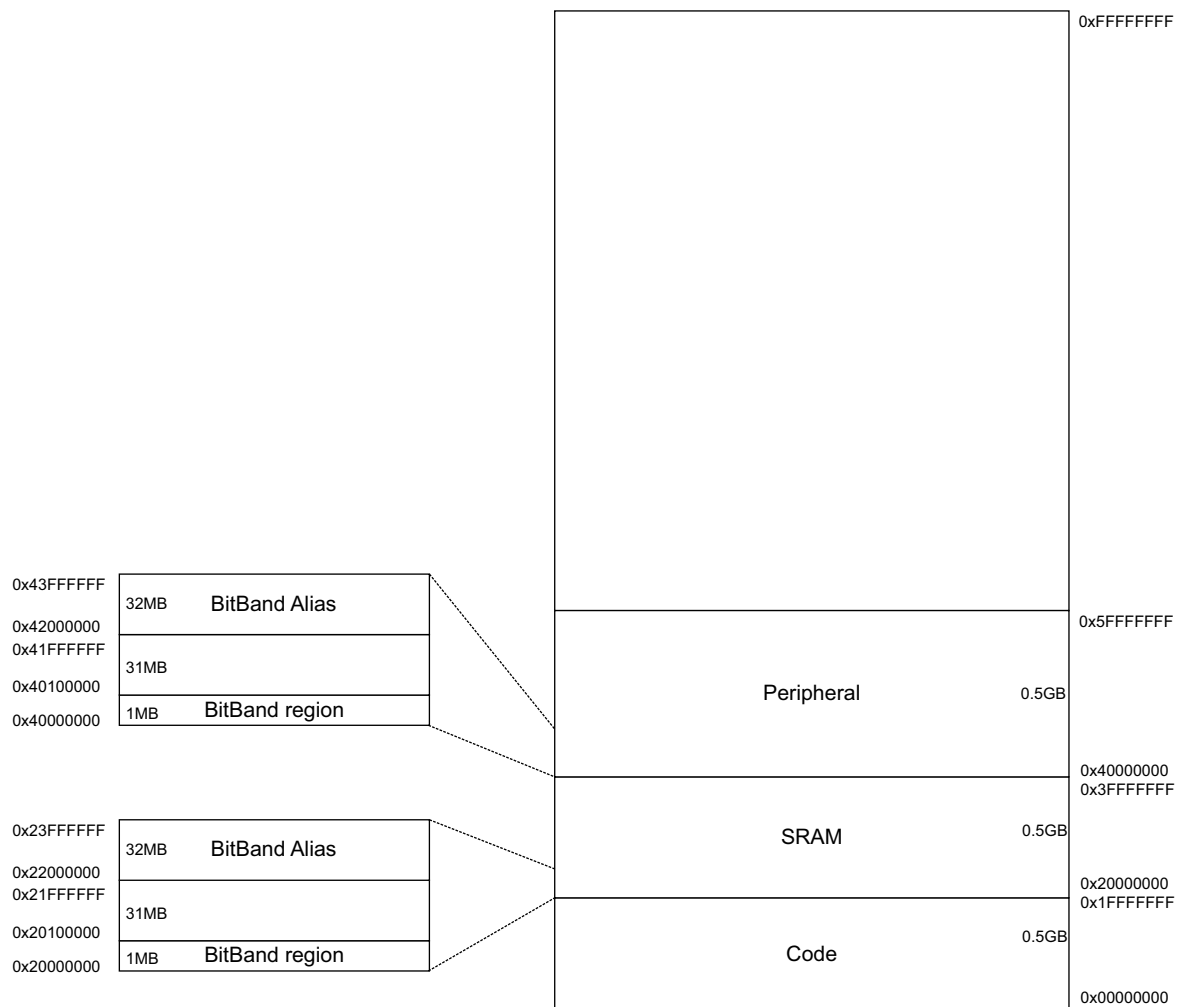 0xFFFFFFFF
0x43FFFFFF
32MB BitBand Alias
0x42000000
0x41FFFFFF
31MB
0x40100000
1MB BitBand region
0x40000000
0x5FFFFFFF
Peripheral 0.5GB
0x40000000
0x3FFFFFFF
0x23FFFFFF
32MB BitBand Alias
0x22000000
0x21FFFFFF
31MB
0x20100000
1MB BitBand region
0x20000000
SRAM 0.5GB
0x20000000
0x1FFFFFFF
Code 0.5GB
0x00000000